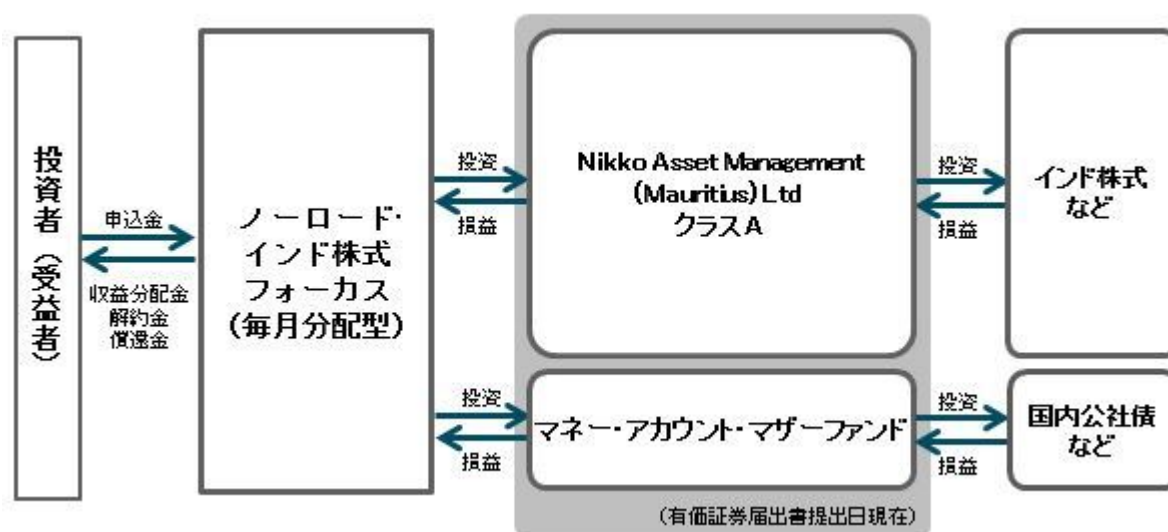 投資者（受益者）
申込金
収益分配金
解約金
償還金
ノーロード・
インド株式
フォーカス
（毎月分配型）
投資
損益
Nikko Asset Management
(Mauritius) Ltd
クラスA
投資
損益
インド株式
など
投資
損益
マネー・アカウント・マザーファンド
投資
損益
国内公社債
など
（有価証券届出書提出日現在）